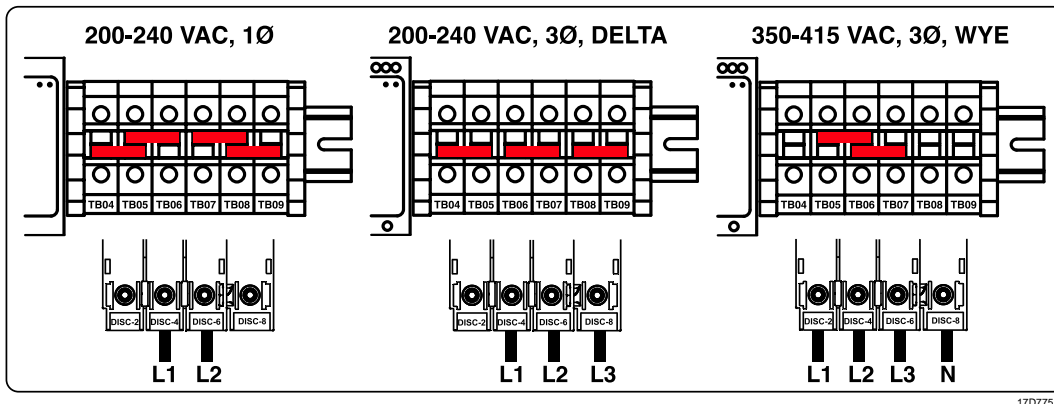 200-240 VAC, 1Ø
TB04 TB05 TB06 TB07 TB08 TB09
DISC-2 DISC-4 DISC-6 DISC-8
L1 L2
200-240 VAC, 3Ø, DELTA
TB04 TB05 TB06 TB07 TB08 TB09
DISC-2 DISC-4 DISC-6 DISC-8
L1 L2 L3
350-415 VAC, 3Ø, WYE
TB04 TB05 TB06 TB07 TB08 TB09
DISC-2 DISC-4 DISC-6 DISC-8
L1 L2 L3 N
17D775